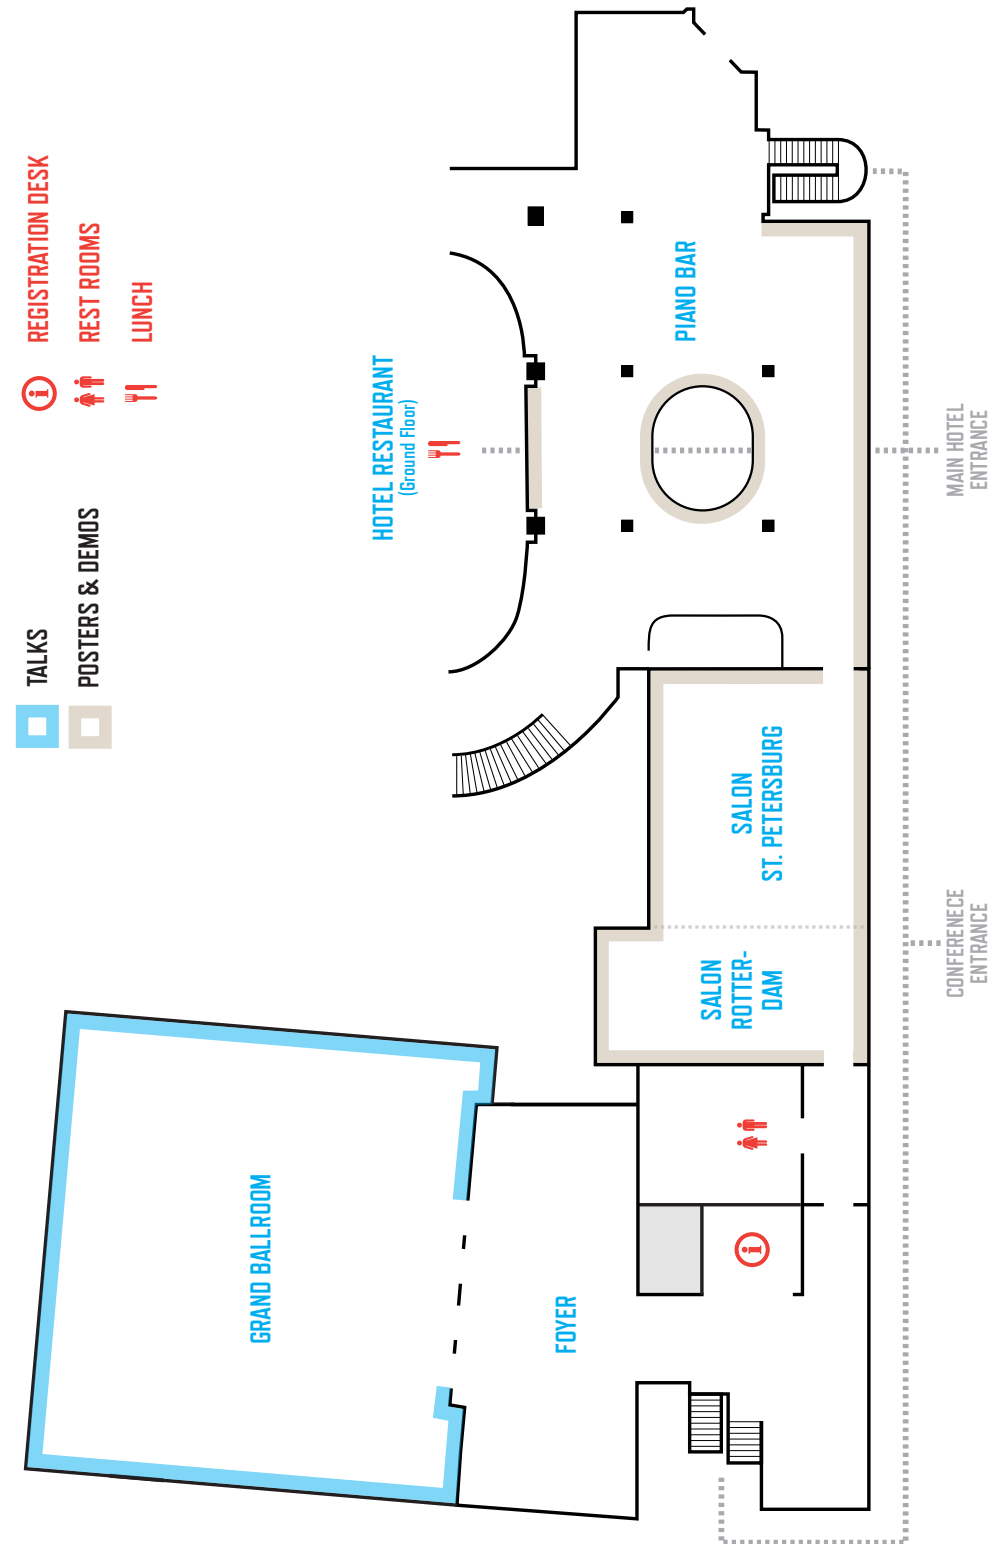 TALKS
POSTERS & DEMOS
REGISTRATION DESK
REST ROOMS
LUNCH
HOTEL RESTAURANT
(Ground Floor)
PIANO BAR
GRAND BALLROOM
FOYER
SALON
ROTTER-
DAM
SALON
ST. PETERSBURG
CONFERENECE
ENTRANCE
MAIN HOTEL
ENTRANCE